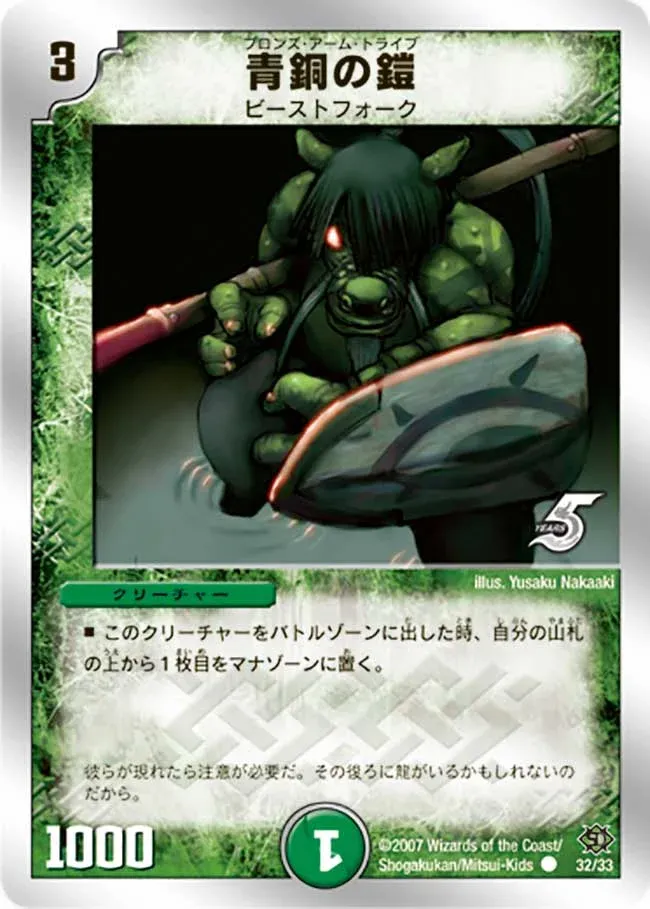 3
ブロンズ・アーム・トライブ
青銅の鎧
ビーストフォーク
5
YEARS
illus. Yusaku Nakaaki
クリーチャー
■ このクリーチャーをバトルゾーンに出した時、自分の山札
の上から1枚目をマナゾーンに置く。
彼らが現れたら注意が必要だ。その後ろに龍がいるかもしれないの
だから。
1000
1
©2007 Wizards of the Coast/
Shogakukan/Mitsui-Kids
32/33